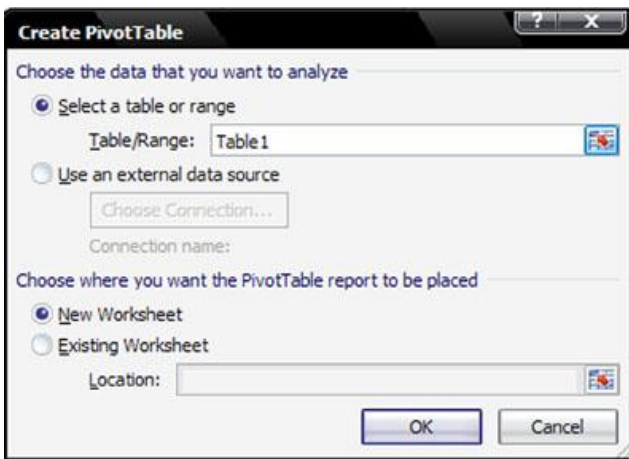 Create PivotTable
? X
Choose the data that you want to analyze
Select a table or range
Table/Range: Table1
Use an external data source
Choose Connection...
Connection name:
Choose where you want the PivotTable report to be placed
New Worksheet
Existing Worksheet
Location:
OK Cancel